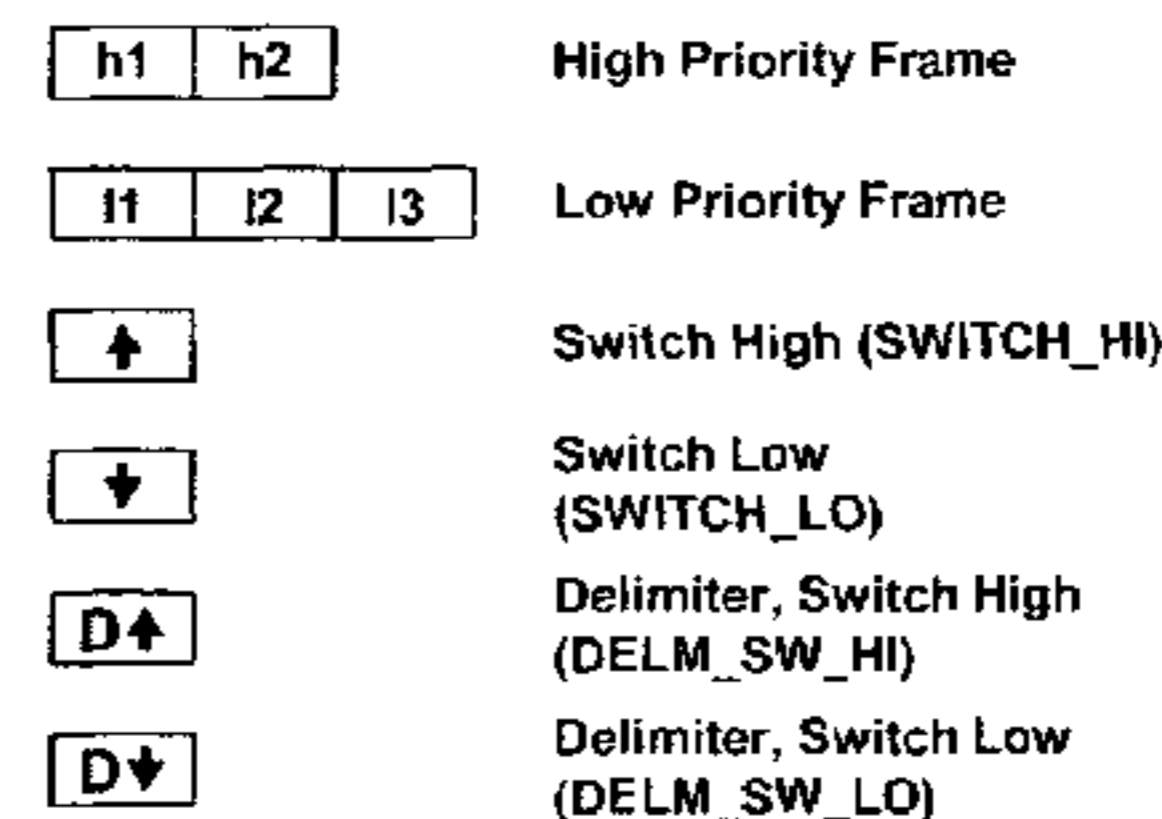 h1 h2 High Priority Frame
l1 l2 l3 Low Priority Frame
↑ Switch High (SWITCH_HI)
↓ Switch Low
(SWITCH_LO)
D↑ Delimiter, Switch High
(DELM_SW_HI)
D↓ Delimiter, Switch Low
(DELM_SW_LO)